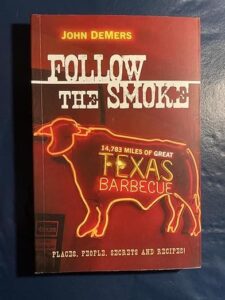 JOHN DEMERS
FOLLOW
THE SMOKE
14,783 MILES OF GREAT
TEXAS
BARBECUE
PLACES, PEOPLE, SECRETS AND RECIPES!